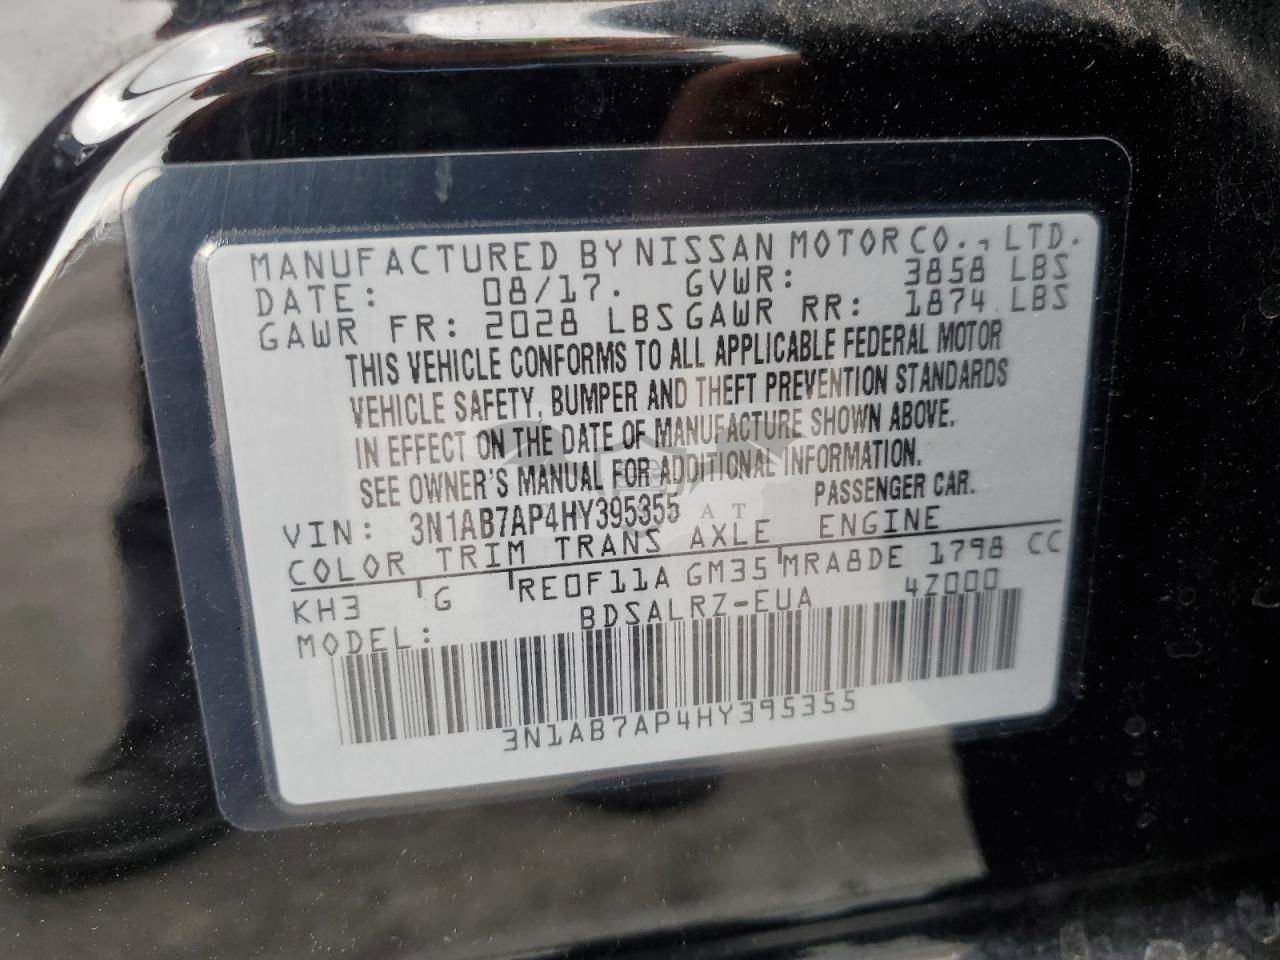 MANUFACTURED BY NISSAN MOTOR CO., LTD.
DATE: 08/17. GVWR: 3858 LBS
GAWR FR: 2028 LBS GAWR RR: 1874 LBS
THIS VEHICLE CONFORMS TO ALL APPLICABLE FEDERAL MOTOR
VEHICLE SAFETY, BUMPER AND THEFT PREVENTION STANDARDS
IN EFFECT ON THE DATE OF MANUFACTURE SHOWN ABOVE.
SEE OWNER'S MANUAL FOR ADDITIONAL INFORMATION.
PASSENGER CAR.
VIN: 3N1AB7AP4HY395355
COLOR TRIM TRANS AXLE ENGINE
KH3 G RE0F11A GM35 MRA8DE 1798 CC
MODEL: BDSALRZ-EUA 4Z000
3N1AB7AP4HY395355